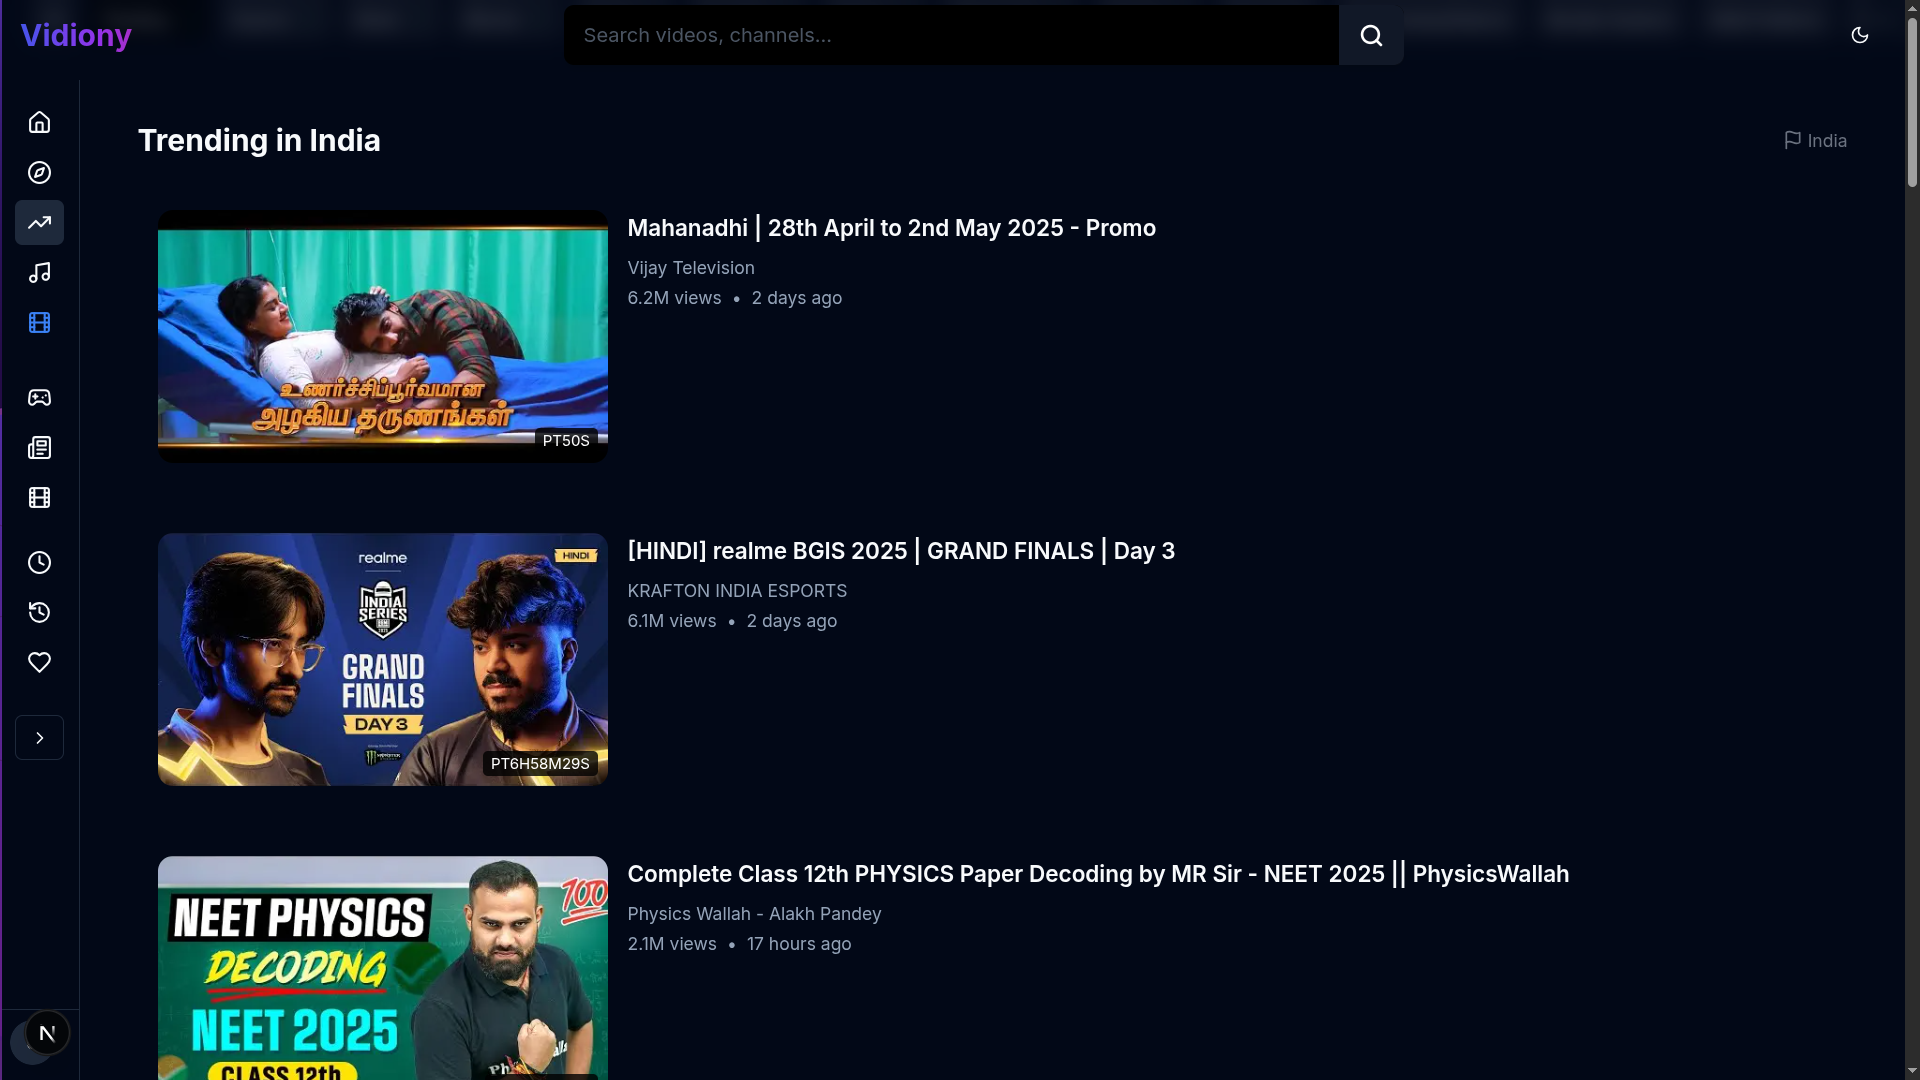 Vidiony
Search videos, channels...
Trending in India
India
Mahanadhi | 28th April to 2nd May 2025 - Promo
Vijay Television
6.2M views • 2 days ago
உணர்ச்சிப்பூர்வமான
அழகிய தருணங்கள்
PT50S
[HINDI] realme BGIS 2025 | GRAND FINALS | Day 3
KRAFTON INDIA ESPORTS
6.1M views • 2 days ago
realme
HINDI
INDIA
SERIES
GRAND
FINALS
DAY 3
PT6H58M29S
Complete Class 12th PHYSICS Paper Decoding by MR Sir - NEET 2025 || PhysicsWallah
Physics Wallah - Alakh Pandey
2.1M views • 17 hours ago
100
NEET PHYSICS
DECODING
NEET 2025
CLASS 12th
N